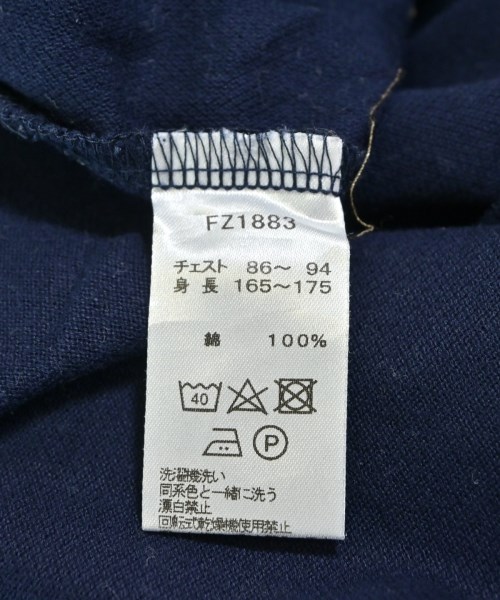 FZ1883
チェスト 86～ 94
身 長 165～175
綿 100%
40
P
洗濯機洗い
同系色と一緒に洗う
漂白禁止
回転式乾燥機使用禁止